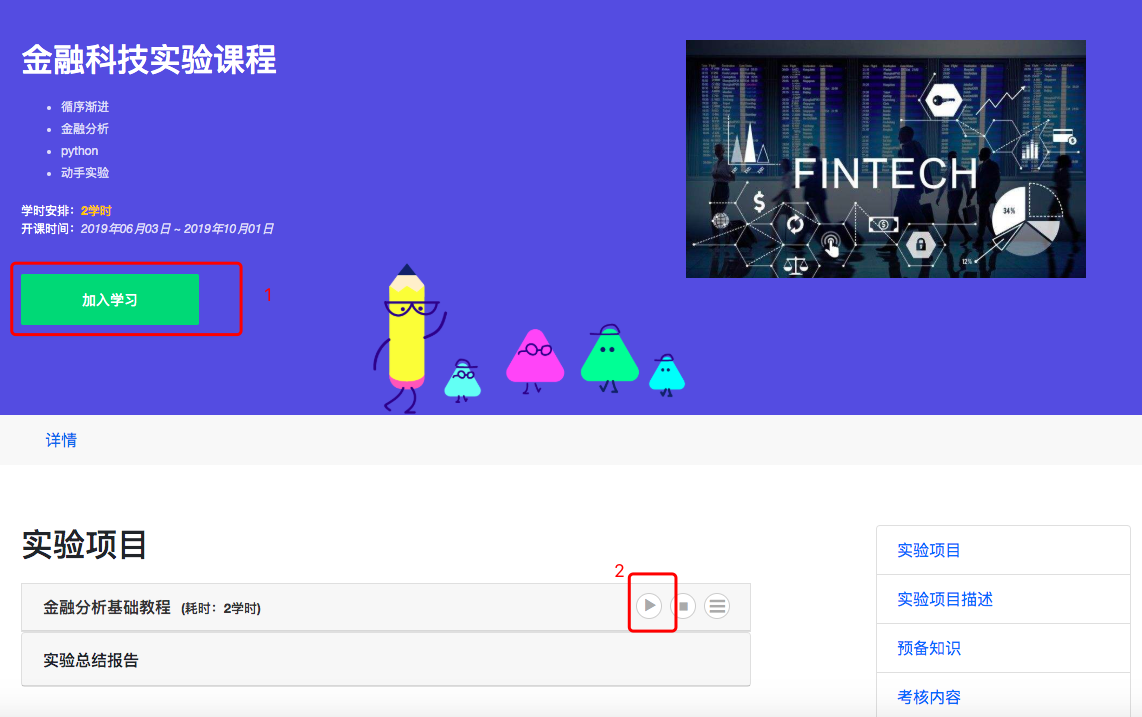 金融科技实验课程
循序渐进
金融分析
python
动手实验
学时安排：2学时
开课时间：2019年06月03日 ~ 2019年10月01日
加入学习
1
FINTECH
34%
12%
详情
实验项目
2
金融分析基础教程 (耗时：2学时)
实验总结报告
实验项目
实验项目描述
预备知识
考核内容